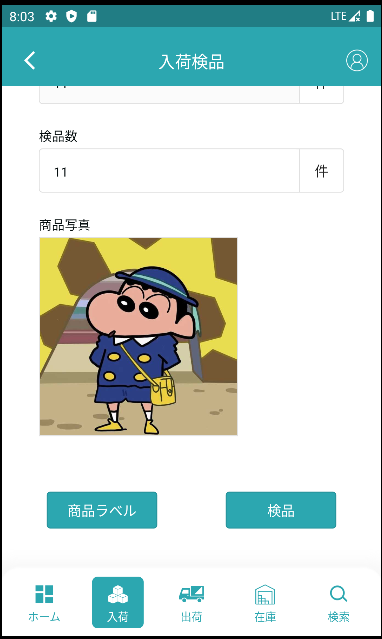 8:03 LTE
入荷検品
検品数
11 件
商品写真
商品ラベル 検品
ホーム 入荷 出荷 在庫 検索